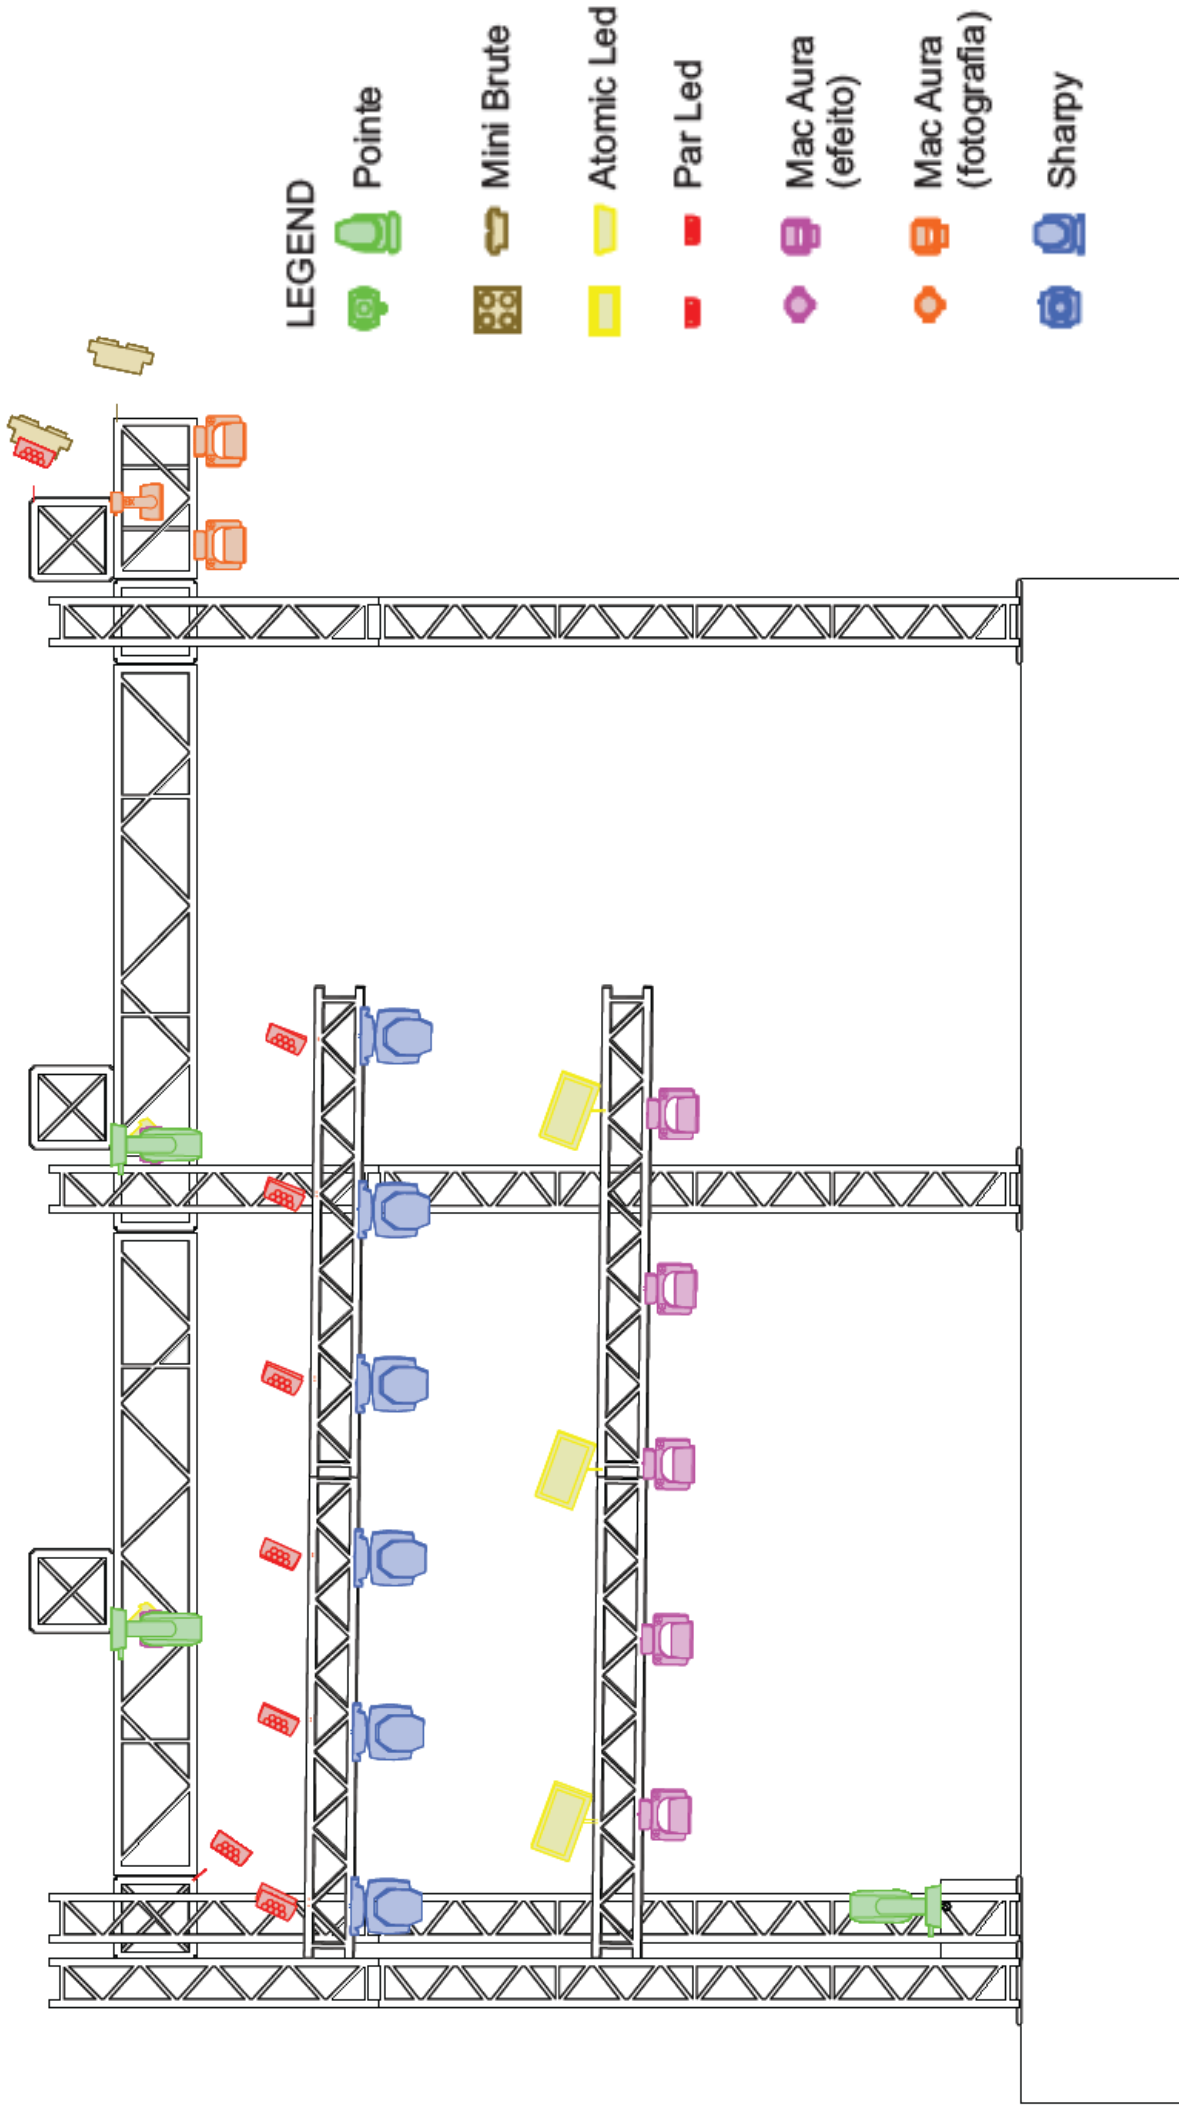 LEGEND
Pointe
Mini Brute
Atomic Led
Par Led
Mac Aura
(efeito)
Mac Aura
(fotografia)
Sharpy